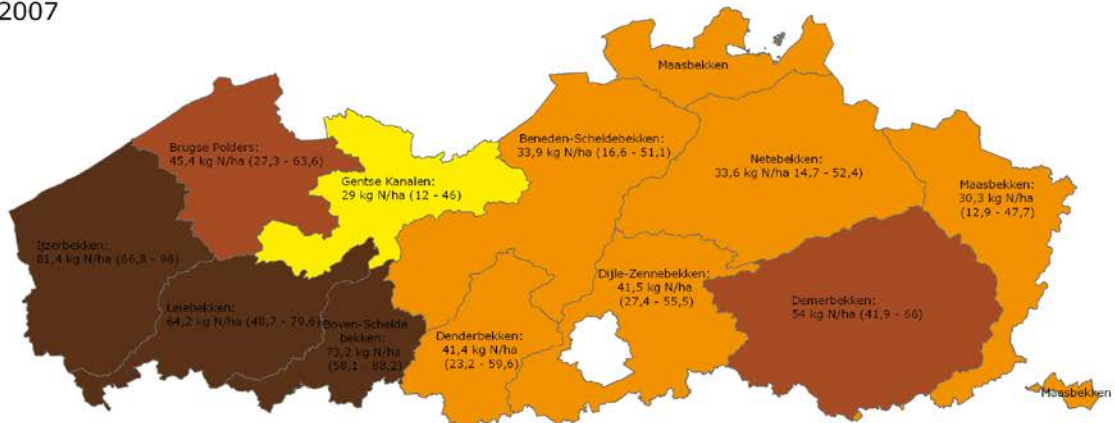 2007
Maasbekken
Brugse Polders:
45,4 kg N/ha (27,3 - 63,6)
Beneden-Scheldebekken:
33,9 kg N/ha (16,6 - 51,1)
Netebekken:
33,6 kg N/ha 14,7 - 52,4)
Gentse Kanalen:
29 kg N/ha (12 - 46)
Maasbekken:
30,3 kg N/ha
(12,9 - 47,7)
Ijzerbekken:
81,4 kg N/ha (66,8 - 96)
Dijle-Zennebekken:
41,5 kg N/ha
(27,4 - 55,5)
Demerbekken:
54 kg N/ha (41,9 - 66)
Leiebekken:
64,2 kg N/ha (48,7 - 79,6)
Boven-Schelde
bekken:
73,2 kg N/ha
(58,1 - 88,2)
Denderbekken:
41,4 kg N/ha
(23,2 - 59,6)
Maasbekken